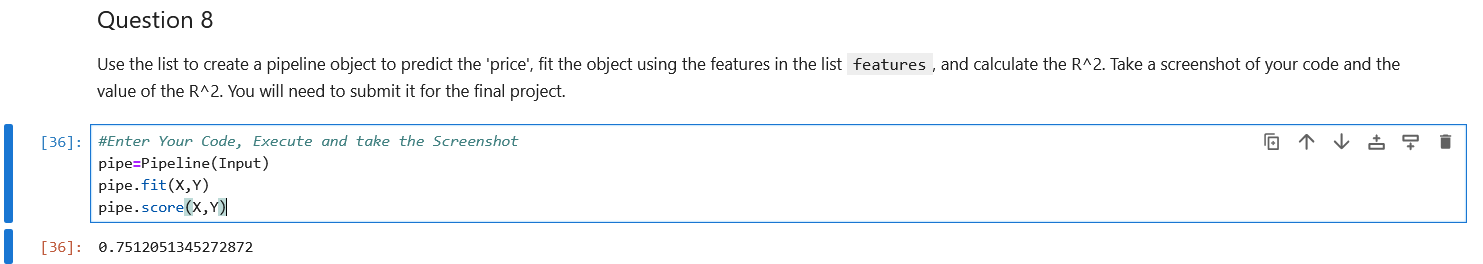 Question 8
Use the list to create a pipeline object to predict the 'price', fit the object using the features in the list features , and calculate the R^2. Take a screenshot of your code and the
value of the R^2. You will need to submit it for the final project.
[36]: #Enter Your Code, Execute and take the Screenshot
pipe=Pipeline(Input)
pipe.fit(X,Y)
pipe.score(X,Y)
[36]: 0.7512051345272872